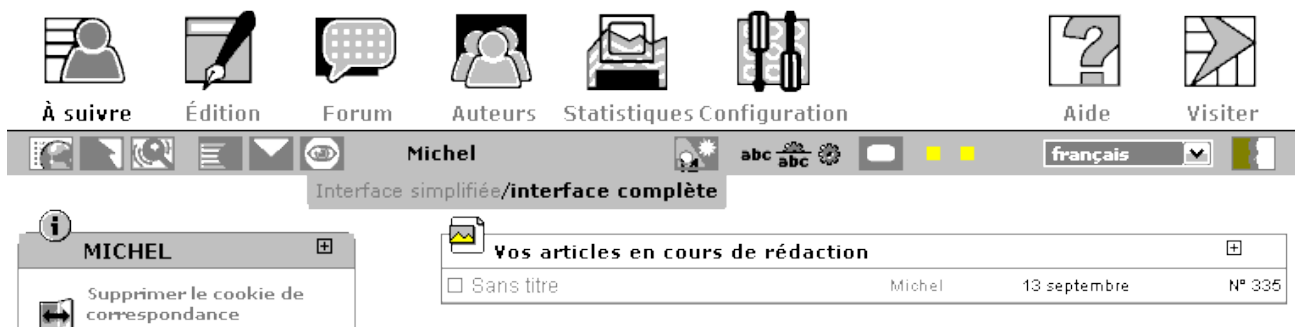 À suivre Édition Forum Auteurs Statistiques Configuration Aide Visiter
Michel abc abc français
Interface simplifiée/interface complète
MICHEL
Vos articles en cours de rédaction
Sans titre Michel 13 septembre N° 335
Supprimer le cookie de
correspondance